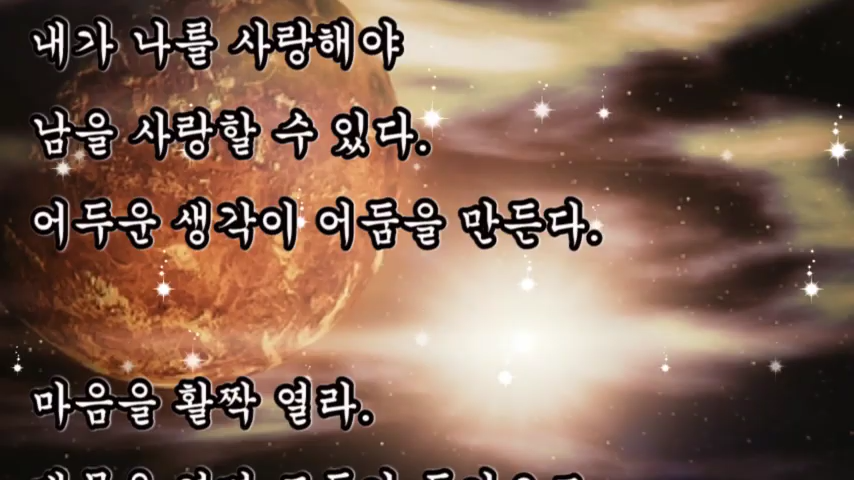 내가 나를 사랑해야
남을 사랑할 수 있다.
어두운 생각이 어둠을 만든다.
마음을 활짝 열라.